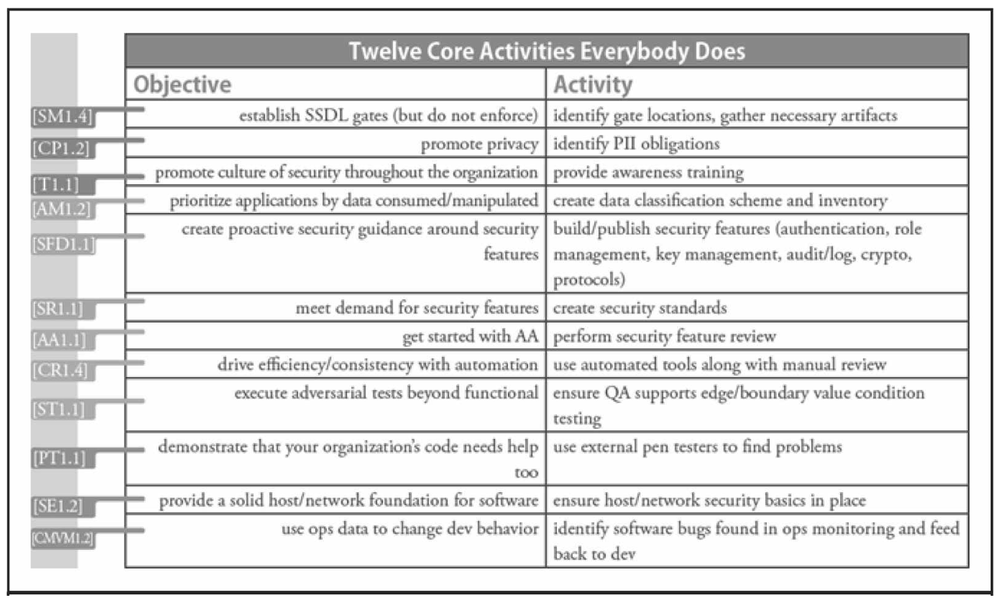 Twelve Core Activities Everybody Does
Objective Activity
[SM1.4] establish SSDL gates (but do not enforce) identify gate locations, gather necessary artifacts
[CP1.2] promote privacy identify PII obligations
[T1.1] promote culture of security throughout the organization provide awareness training
[AM1.2] prioritize applications by data consumed/manipulated create data classification scheme and inventory
[SFD1.1] create proactive security guidance around security build/publish security features (authentication, role
features management, key management, audit/log, crypto,
protocols)
[SR1.1] meet demand for security features create security standards
[AA1.1] get started with AA perform security feature review
[CR1.4] drive efficiency/consistency with automation use automated tools along with manual review
[ST1.1] execute adversarial tests beyond functional ensure QA supports edge/boundary value condition
testing
[PT1.1] demonstrate that your organization's code needs help use external pen testers to find problems
too
[SE1.2] provide a solid host/network foundation for software ensure host/network security basics in place
[CMVM1.2] use ops data to change dev behavior identify software bugs found in ops monitoring and feed
back to dev